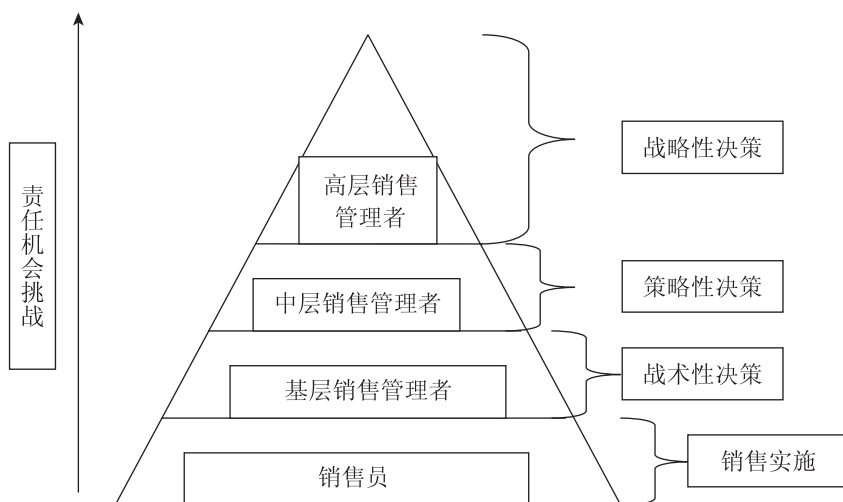 战略性决策
高层销售
管理者
责任机会挑战
中层销售管理者
策略性决策
基层销售管理者
战术性决策
销售员
销售实施